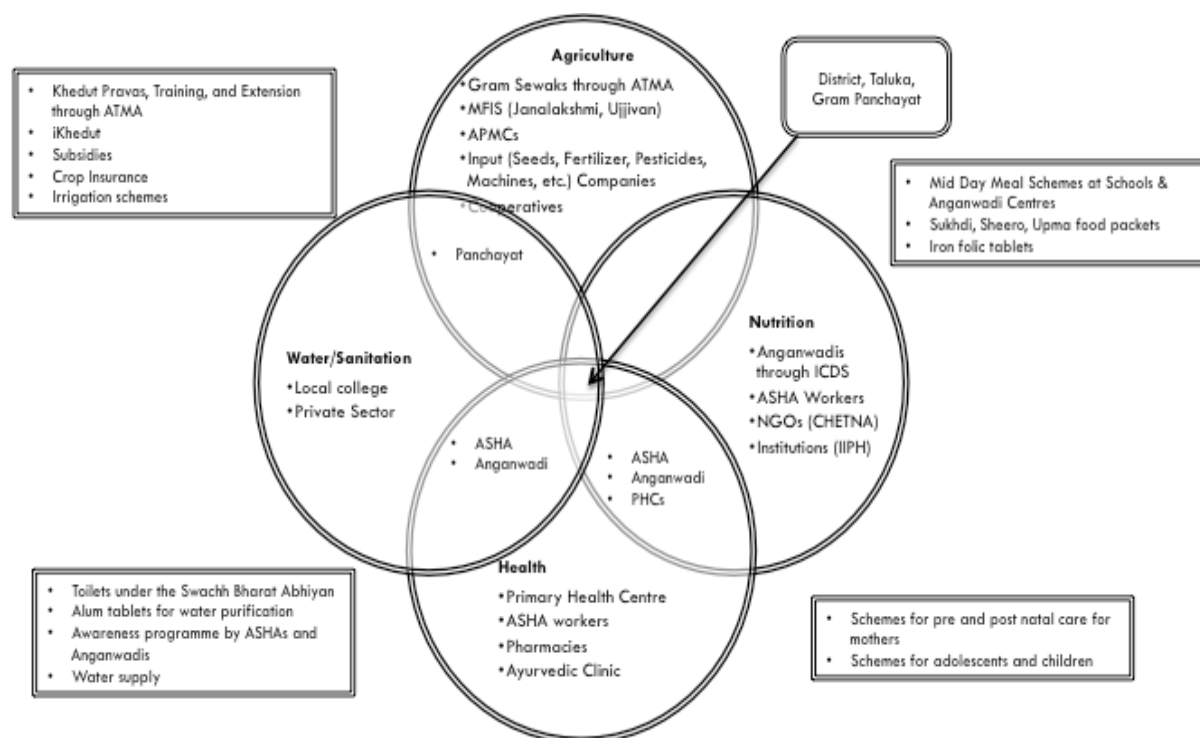 Agriculture
• Gram Sewaks through ATMA
• MFIS (Janalakshmi, Ujjivan)
• APMCs
• Input (Seeds, Fertilizer, Pesticides,
Machines, etc.) Companies
• Cooperatives
District, Taluka,
Gram Panchayat
• Khedut Pravas, Training, and Extension
through ATMA
• iKhedut
• Subsidies
• Crop Insurance
• Irrigation schemes
• Mid Day Meal Schemes at Schools &
Anganwadi Centres
• Sukhdi, Sheero, Upma food packets
• Iron folic tablets
• Panchayat
Water/Sanitation
• Local college
• Private Sector
Nutrition
• Anganwadis
through ICDS
• ASHA Workers
• NGOs (CHETNA)
• Institutions (IIPH)
• ASHA
• Anganwadi
• ASHA
• Anganwadi
• PHCs
Health
• Primary Health Centre
• ASHA workers
• Pharmacies
• Ayurvedic Clinic
• Toilets under the Swachh Bharat Abhiyan
• Alum tablets for water purification
• Awareness programme by ASHAs and
Anganwadis
• Water supply
• Schemes for pre and post natal care for
mothers
• Schemes for adolescents and children